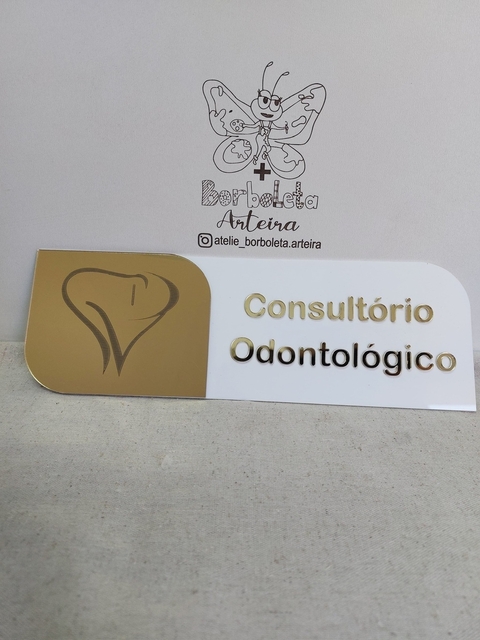 +
Borboleta
Arteira
atelie_borboleta.arteira
Consultório
Odontológico